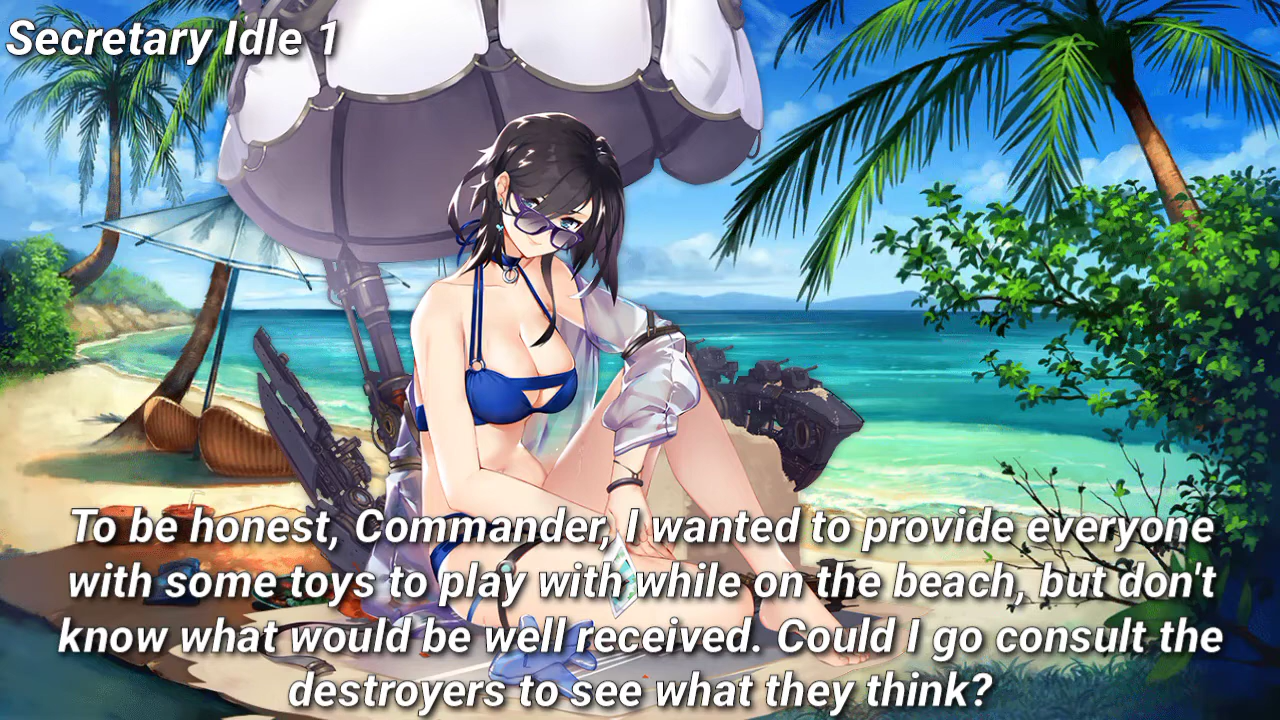 Secretary Idle 1
To be honest, Commander, I wanted to provide everyone
with some toys to play with while on the beach, but don't
know what would be well received. Could I go consult the
destroyers to see what they think?